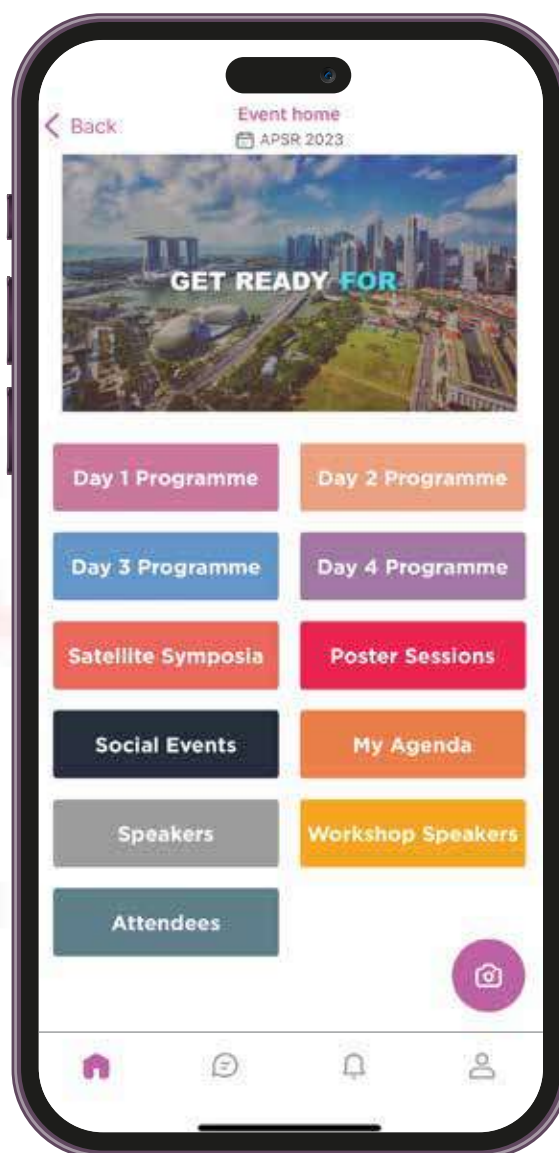 Back
Event home
APSR 2023
GET READY FOR
Day 1 Programme
Day 2 Programme
Day 3 Programme
Day 4 Programme
Satellite Symposia
Poster Sessions
Social Events
My Agenda
Speakers
Workshop Speakers
Attendees